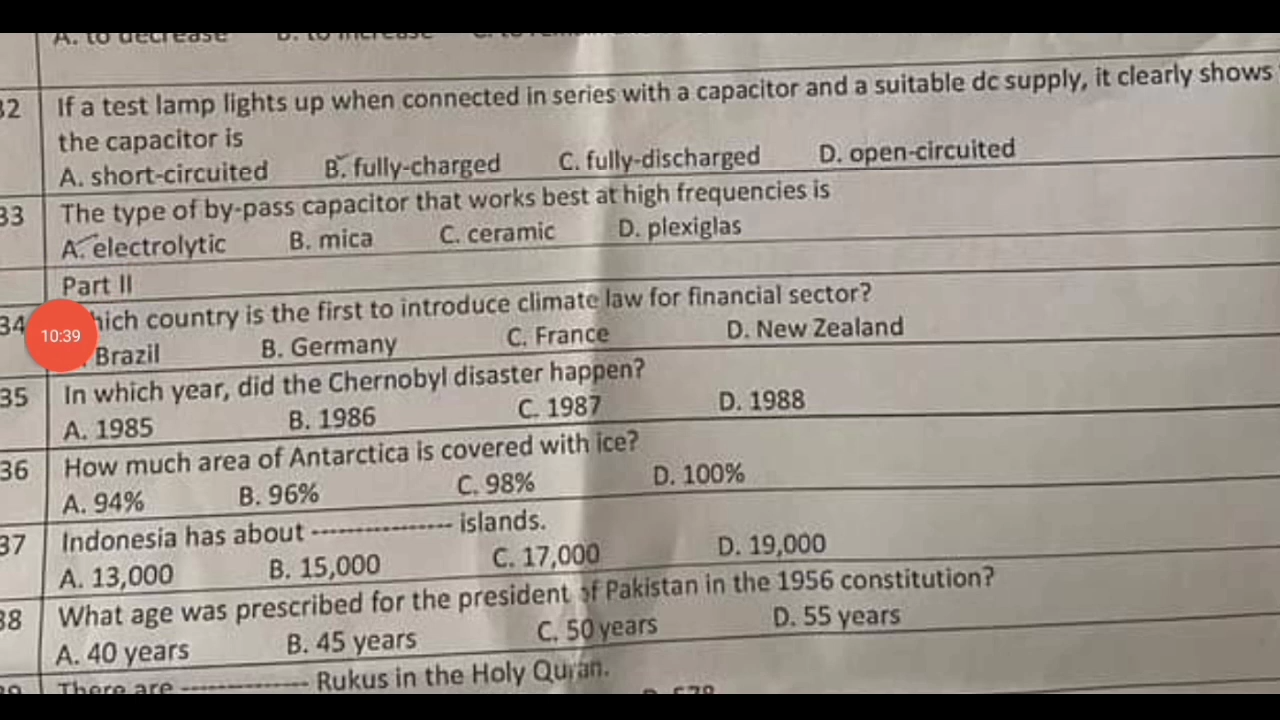 A. to decrease B. to increase
32 If a test lamp lights up when connected in series with a capacitor and a suitable dc supply, it clearly shows
the capacitor is
A. short-circuited B. fully-charged C. fully-discharged D. open-circuited
33 The type of by-pass capacitor that works best at high frequencies is
A. electrolytic B. mica C. ceramic D. plexiglas
Part II
34 hich country is the first to introduce climate law for financial sector?
10:39
Brazil B. Germany C. France D. New Zealand
35 In which year, did the Chernobyl disaster happen?
A. 1985 B. 1986 C. 1987 D. 1988
36 How much area of Antarctica is covered with ice?
A. 94% B. 96% C. 98% D. 100%
37 Indonesia has about ---------------- islands.
A. 13,000 B. 15,000 C. 17,000 D. 19,000
38 What age was prescribed for the president of Pakistan in the 1956 constitution?
A. 40 years B. 45 years C. 50 years D. 55 years
There are -------------- Rukus in the Holy Quran.